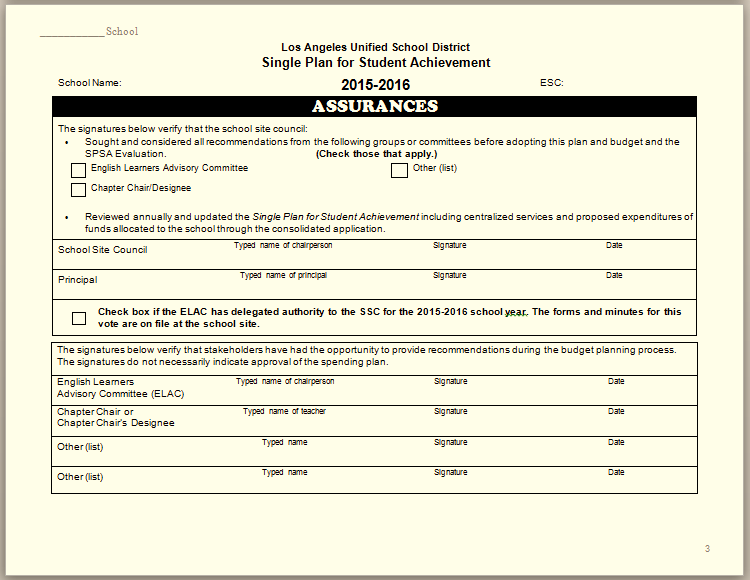 ___________School
Los Angeles Unified School District
Single Plan for Student Achievement
School Name: 2015-2016 ESC:
ASSURANCES
The signatures below verify that the school site council:
• Sought and considered all recommendations from the following groups or committees before adopting this plan and budget and the
SPSA Evaluation. (Check those that apply.)
English Learners Advisory Committee Other (list)
Chapter Chair/Designee
• Reviewed annually and updated the Single Plan for Student Achievement including centralized services and proposed expenditures of
funds allocated to the school through the consolidated application.
School Site Council Typed name of chairperson Signature Date
Principal Typed name of principal Signature Date
Check box if the ELAC has delegated authority to the SSC for the 2015-2016 school year. The forms and minutes for this
vote are on file at the school site.
The signatures below verify that stakeholders have had the opportunity to provide recommendations during the budget planning process.
The signatures do not necessarily indicate approval of the spending plan.
English Learners Typed name of chairperson Signature Date
Advisory Committee (ELAC)
Chapter Chair or Typed name of teacher Signature Date
Chapter Chair's Designee
Other (list) Typed name Signature Date
Other (list) Typed name Signature Date
3